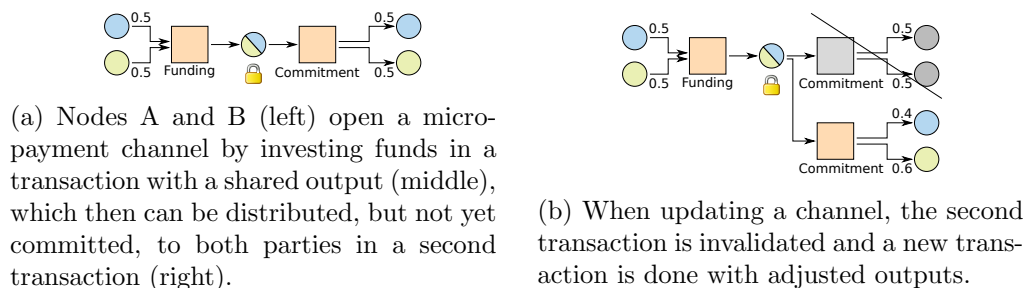 0.5 0.5
0.5 Funding Commitment 0.5
(a) Nodes A and B (left) open a micro-
payment channel by investing funds in a
transaction with a shared output (middle),
which then can be distributed, but not yet
committed, to both parties in a second
transaction (right).
0.5 0.5
0.5 Funding Commitment 0.5
0.4
Commitment 0.6
(b) When updating a channel, the second
transaction is invalidated and a new trans-
action is done with adjusted outputs.